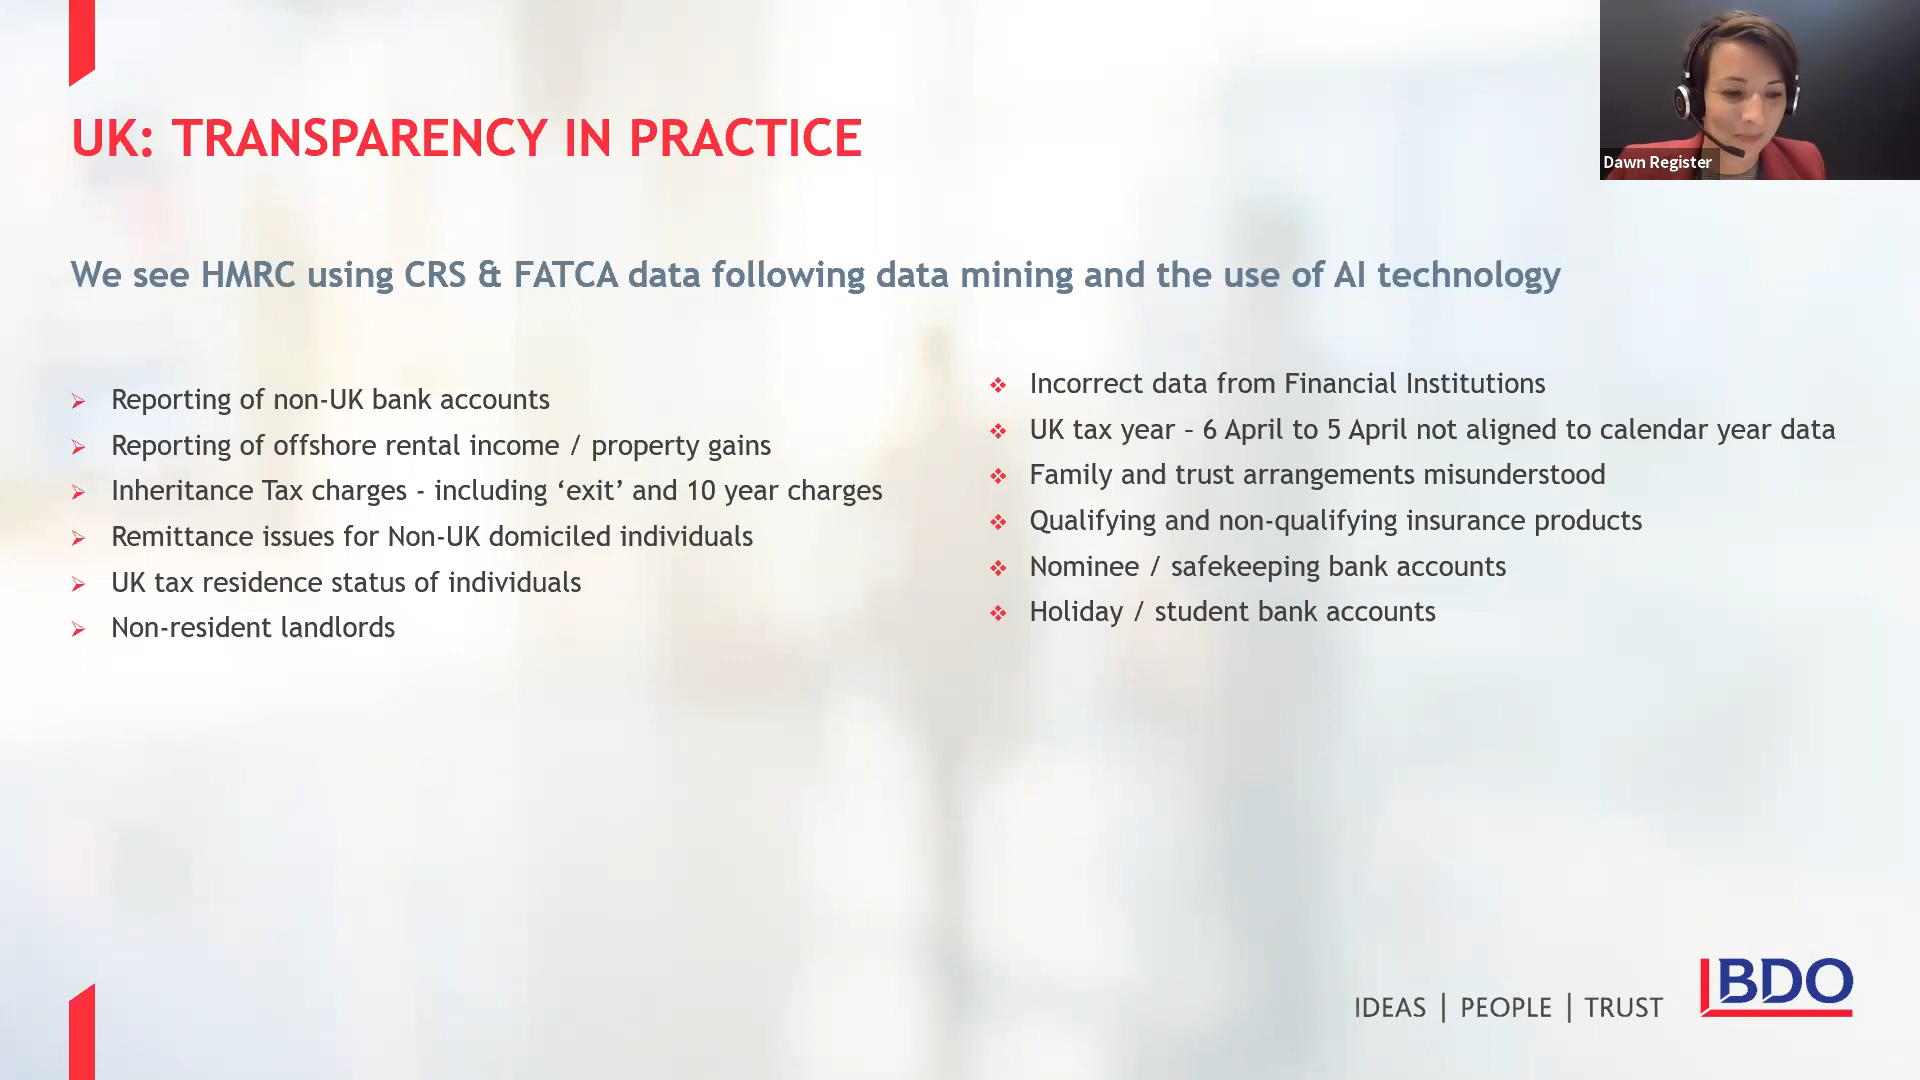 UK: TRANSPARENCY IN PRACTICE
Dawn Register
We see HMRC using CRS & FATCA data following data mining and the use of AI technology
Reporting of non-UK bank accounts
Reporting of offshore rental income / property gains
Inheritance Tax charges - including ‘exit’ and 10 year charges
Remittance issues for Non-UK domiciled individuals
UK tax residence status of individuals
Non-resident landlords
Incorrect data from Financial Institutions
UK tax year – 6 April to 5 April not aligned to calendar year data
Family and trust arrangements misunderstood
Qualifying and non-qualifying insurance products
Nominee / safekeeping bank accounts
Holiday / student bank accounts
IDEAS | PEOPLE | TRUST
BDO